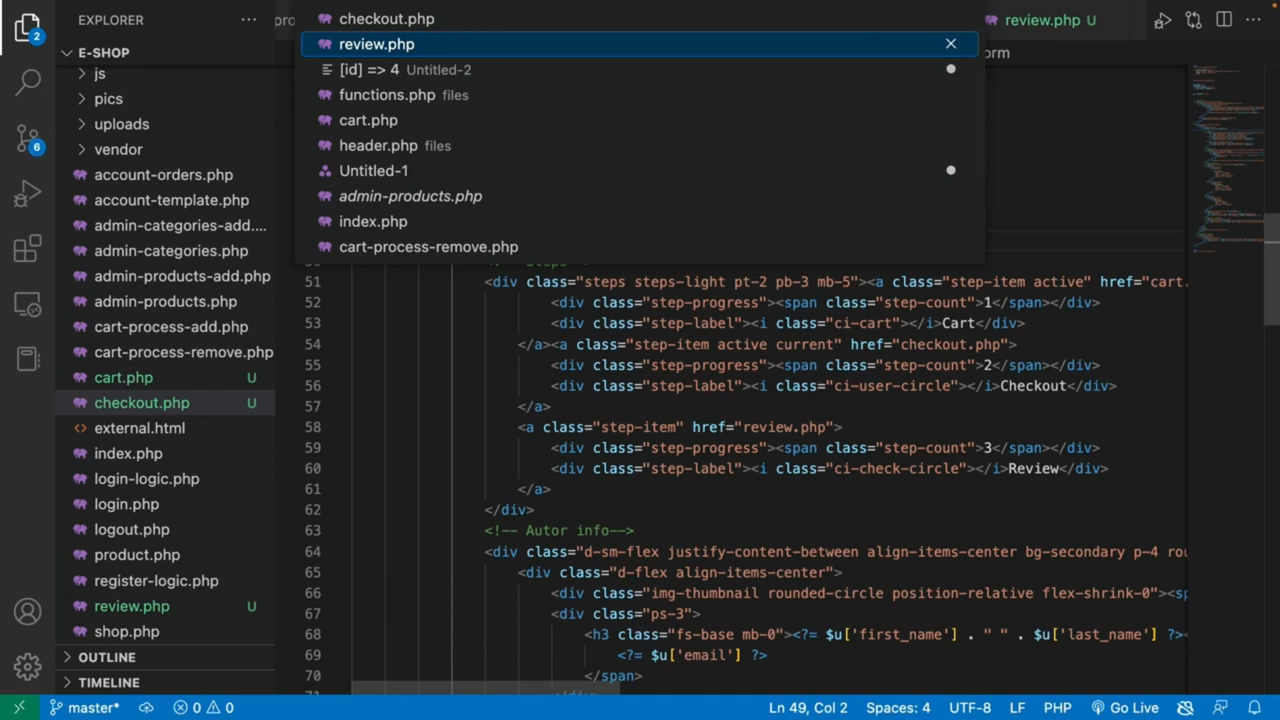 EXPLORER
E-SHOP
js
pics
uploads
vendor
account-orders.php
account-template.php
admin-categories-add....
admin-categories.php
admin-products-add.php
admin-products.php
cart-process-add.php
cart-process-remove.php
cart.php U
checkout.php U
external.html
index.php
login-logic.php
login.php
logout.php
product.php
register-logic.php
review.php U
shop.php
OUTLINE
TIMELINE
2
6
checkout.php
review.php
[id] => 4 Untitled-2
functions.php files
cart.php
header.php files
Untitled-1
admin-products.php
index.php
cart-process-remove.php
review.php U
51 <div class="steps steps-light pt-2 pb-3 mb-5"><a class="step-item active" href="cart.
52 <div class="step-progress"><span class="step-count">1</span></div>
53 <div class="step-label"><i class="ci-cart"></i>Cart</div>
54 </a><a class="step-item active current" href="checkout.php">
55 <div class="step-progress"><span class="step-count">2</span></div>
56 <div class="step-label"><i class="ci-user-circle"></i>Checkout</div>
57 </a>
58 <a class="step-item" href="review.php">
59 <div class="step-progress"><span class="step-count">3</span></div>
60 <div class="step-label"><i class="ci-check-circle"></i>Review</div>
61 </a>
62 </div>
63 <!-- Autor info-->
64 <div class="d-sm-flex justify-content-between align-items-center bg-secondary p-4 rou
65 <div class="d-flex align-items-center">
66 <div class="img-thumbnail rounded-circle position-relative flex-shrink-0"><sp
67 <div class="ps-3">
68 <h3 class="fs-base mb-0"><?= $u['first_name'] . " " . $u['last_name'] ?><
69 <?= $u['email'] ?>
70 </span>
master* 0 0 Ln 49, Col 2 Spaces: 4 UTF-8 LF PHP Go Live